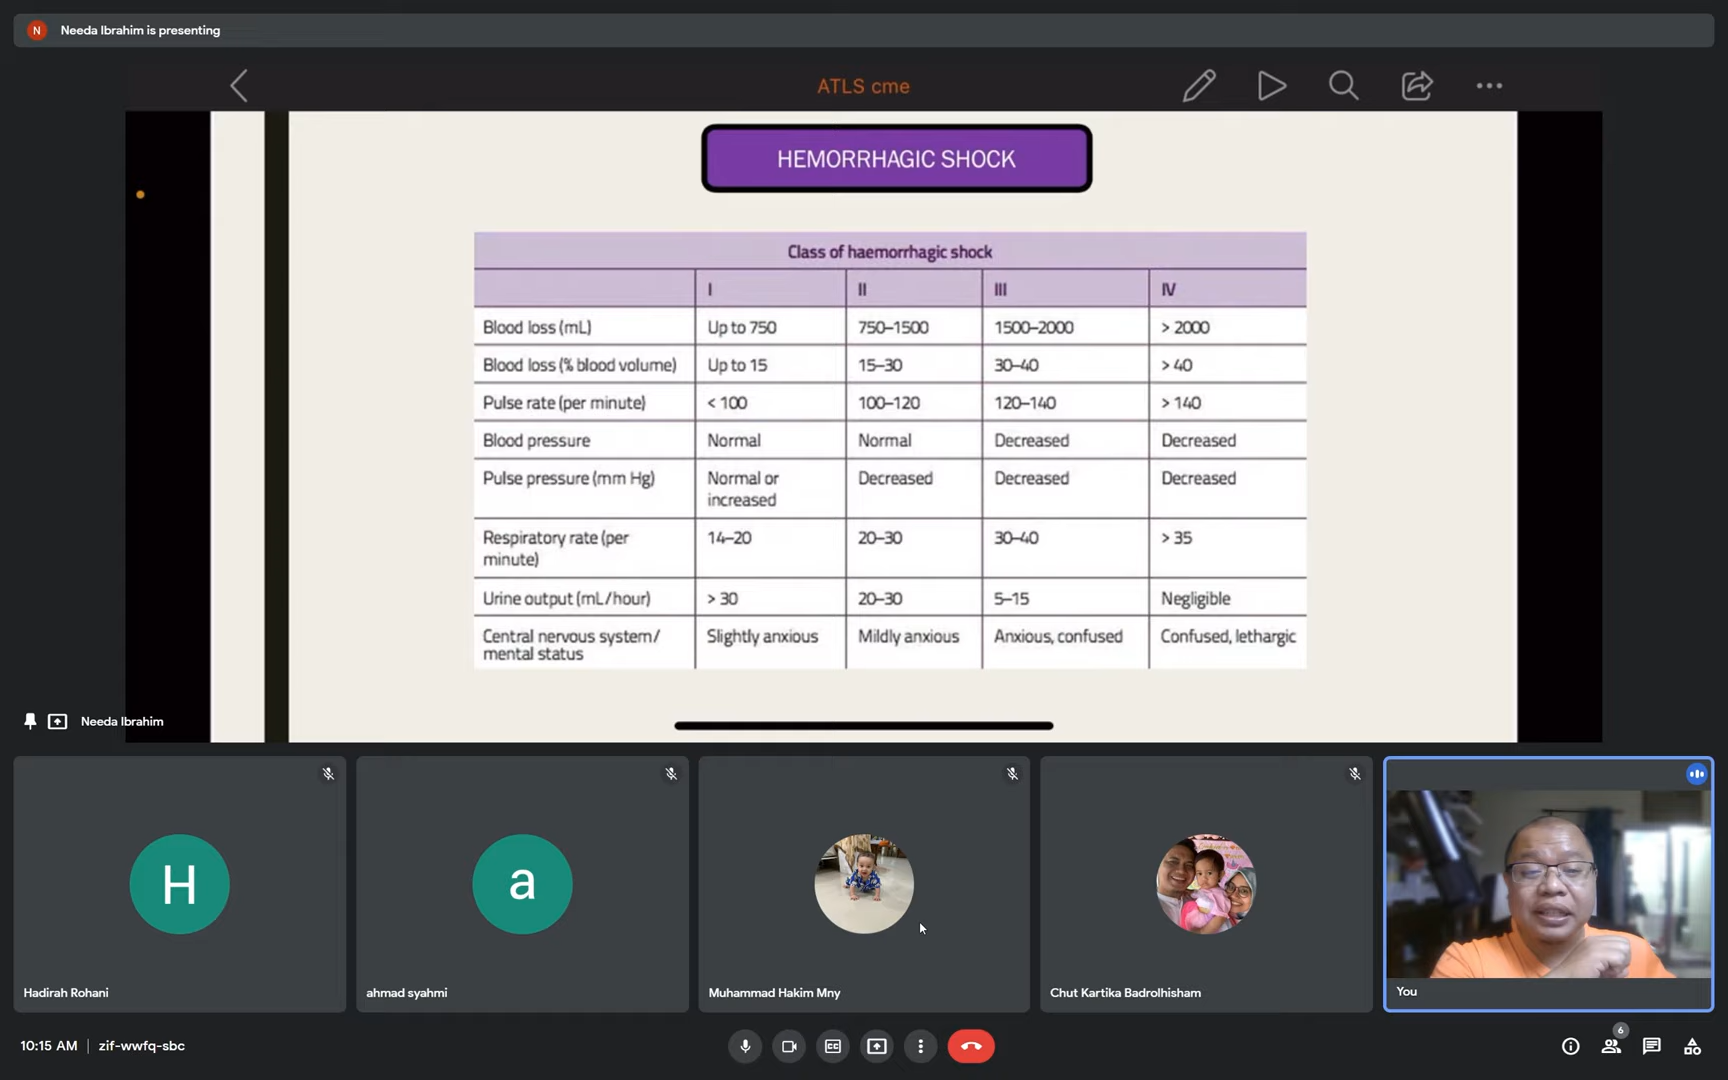 N Needa Ibrahim is presenting
ATLS cme
HEMORRHAGIC SHOCK
Class of haemorrhagic shock
I II III IV
Blood loss (mL) Up to 750 750–1500 1500–2000 > 2000
Blood loss (% blood volume) Up to 15 15–30 30–40 > 40
Pulse rate (per minute) < 100 100–120 120–140 > 140
Blood pressure Normal Normal Decreased Decreased
Pulse pressure (mm Hg) Normal or Decreased Decreased Decreased
increased
Respiratory rate (per 14–20 20–30 30–40 > 35
minute)
Urine output (mL/hour) > 30 20–30 5–15 Negligible
Central nervous system/ Slightly anxious Mildly anxious Anxious, confused Confused, lethargic
mental status
Needa Ibrahim
H a
Hadirah Rohani ahmad syahmi Muhammad Hakim Mny Chut Kartika Badrolhisham You
10:15 AM | zif-wwfq-sbc CC 6